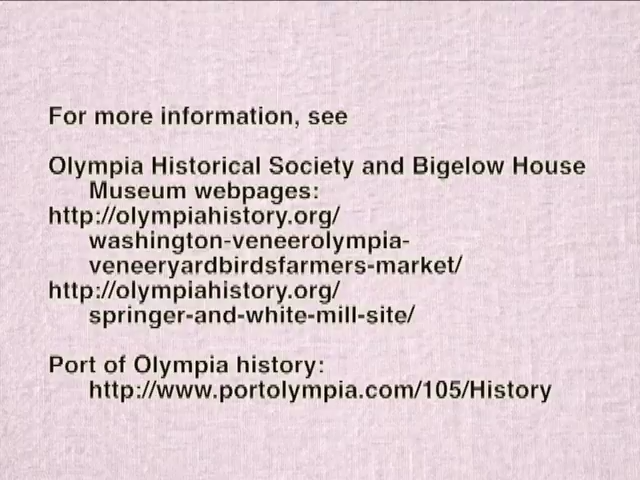 For more information, see
Olympia Historical Society and Bigelow House
Museum webpages:
http://olympiahistory.org/
washington-veneerolympia-
veneeryardbirdsfarmers-market/
http://olympiahistory.org/
springer-and-white-mill-site/
Port of Olympia history:
http://www.portolympia.com/105/History